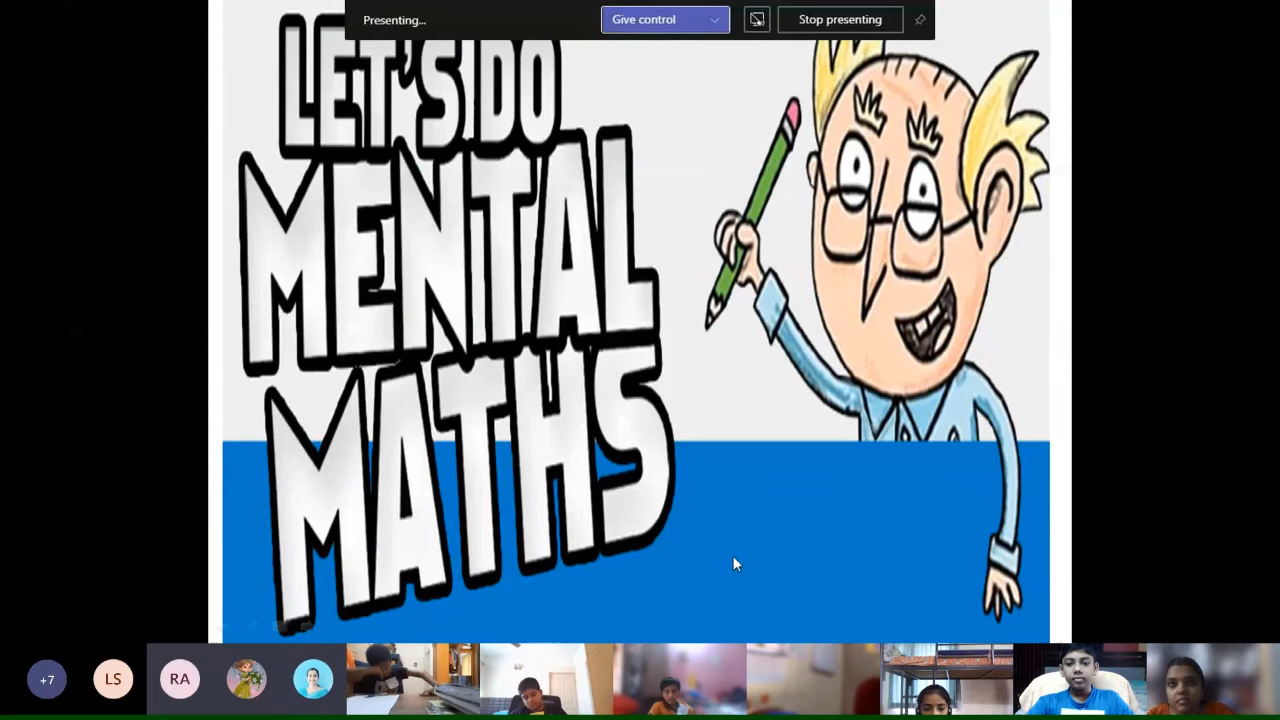 Presenting...
Give control
Stop presenting
LET'S DO
MENTAL
MATHS
+7
LS
RA